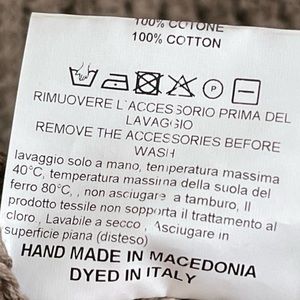 100% COTONE
100% COTTON
P
RIMUOVERE L'ACCESSORIO PRIMA DEL
LAVAGGIO
REMOVE THE ACCESSORIES BEFORE
WASH
lavaggio solo a mano, temperatura massima
40°C, temperatura massima della suola del
ferro 80°C, , non asciugare a tamburo, Il
prodotto tessile non sopporta il trattamento al
cloro , Lavabile a secco , Asciugare in
superficie piana (disteso)
HAND MADE IN MACEDONIA
DYED IN ITALY